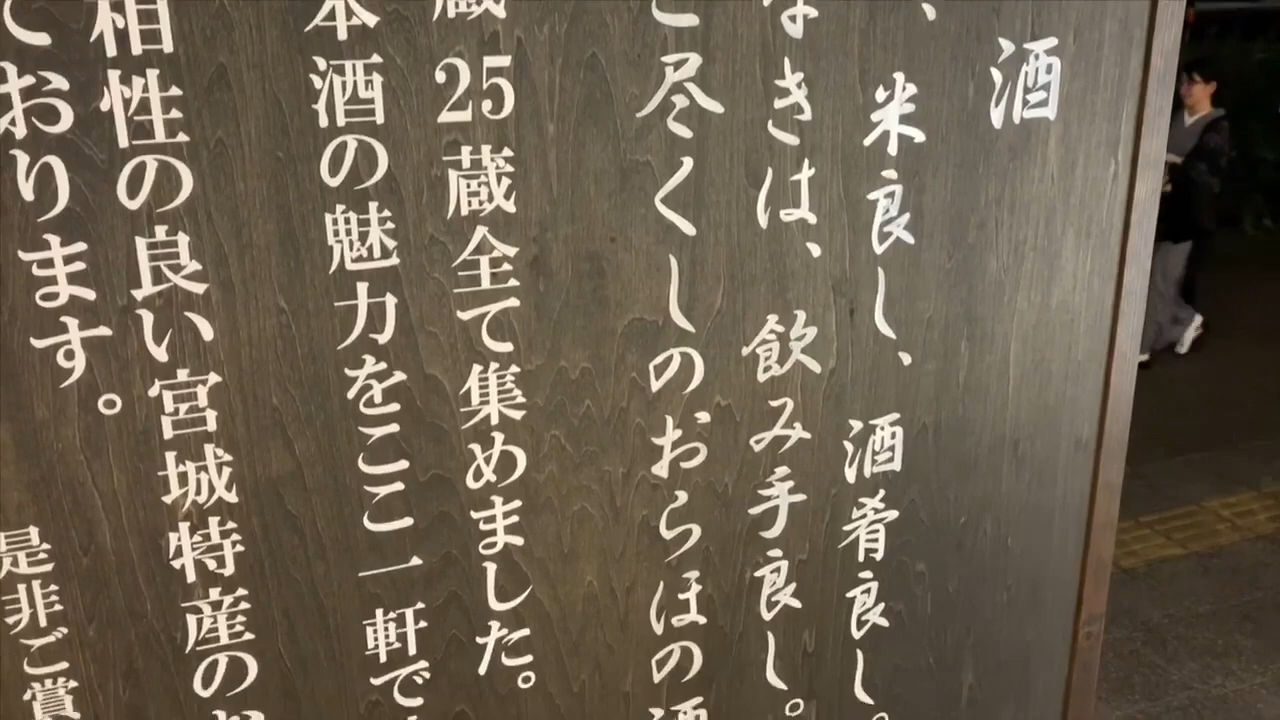 酒
、米良し、酒肴良し。
なきは、飲み手良し。
尽くしのおらほの酒
蔵25蔵全て集めました。
本酒の魅力をここ一軒で
相性の良い宮城特産の
ております。
是非ご賞